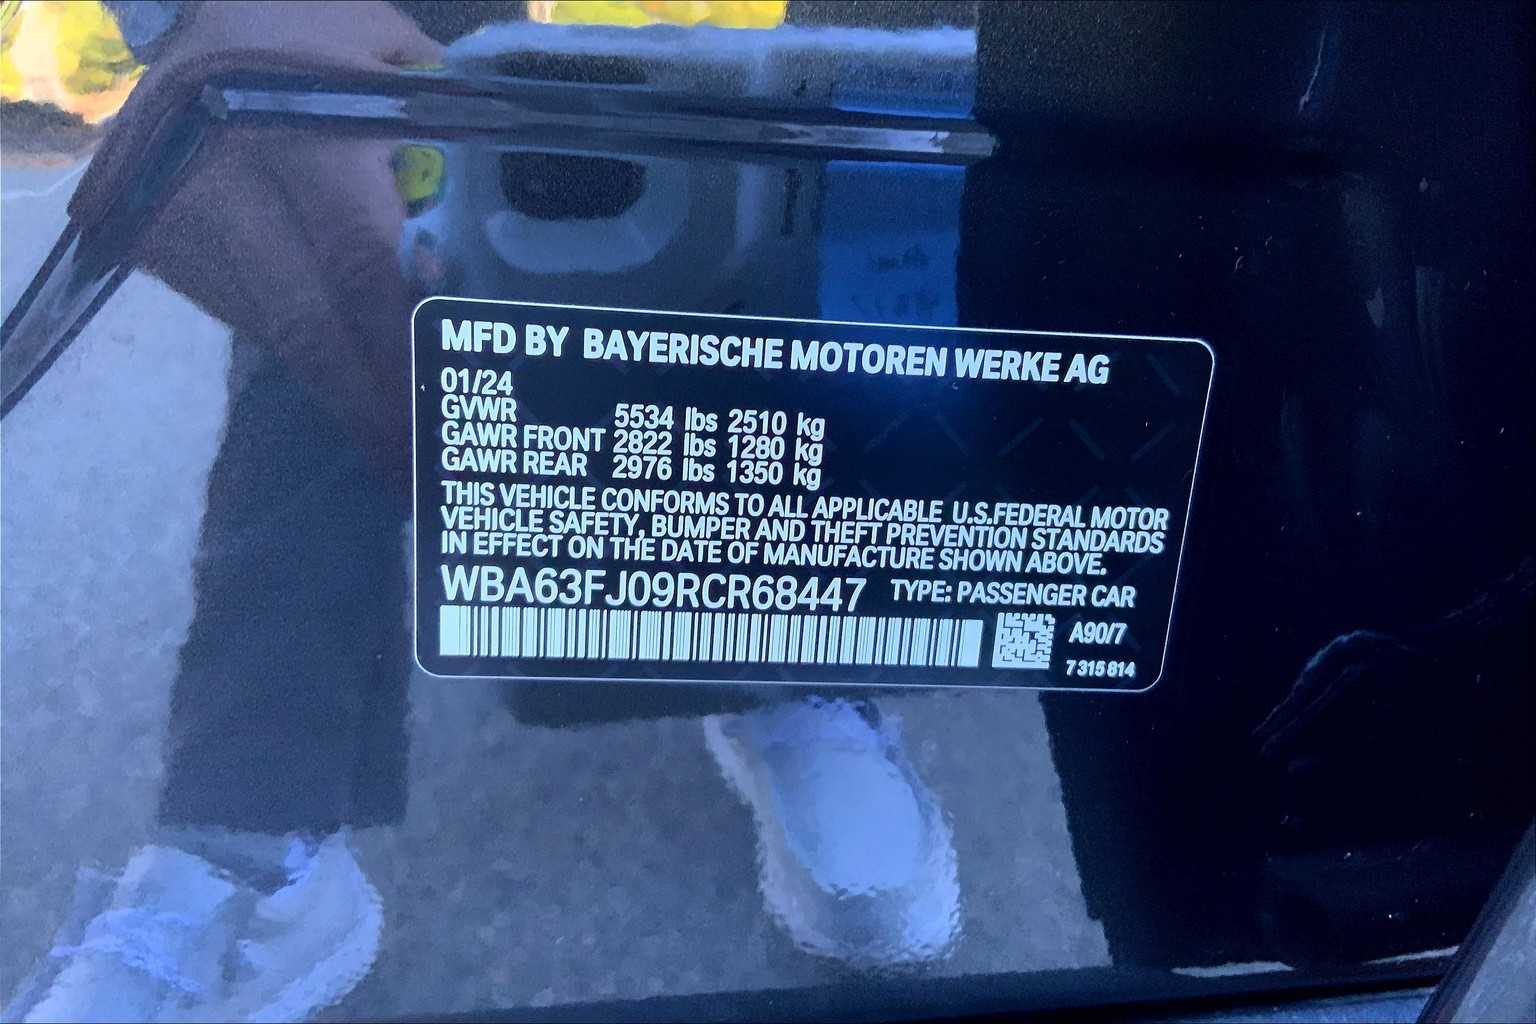 MFD BY BAYERISCHE MOTOREN WERKE AG
01/24
GVWR 5534 lbs 2510 kg
GAWR FRONT 2822 lbs 1280 kg
GAWR REAR 2976 lbs 1350 kg
THIS VEHICLE CONFORMS TO ALL APPLICABLE U.S.FEDERAL MOTOR
VEHICLE SAFETY, BUMPER AND THEFT PREVENTION STANDARDS
IN EFFECT ON THE DATE OF MANUFACTURE SHOWN ABOVE.
WBA63FJ09RCR68447 TYPE: PASSENGER CAR
A90/7
7 315 814